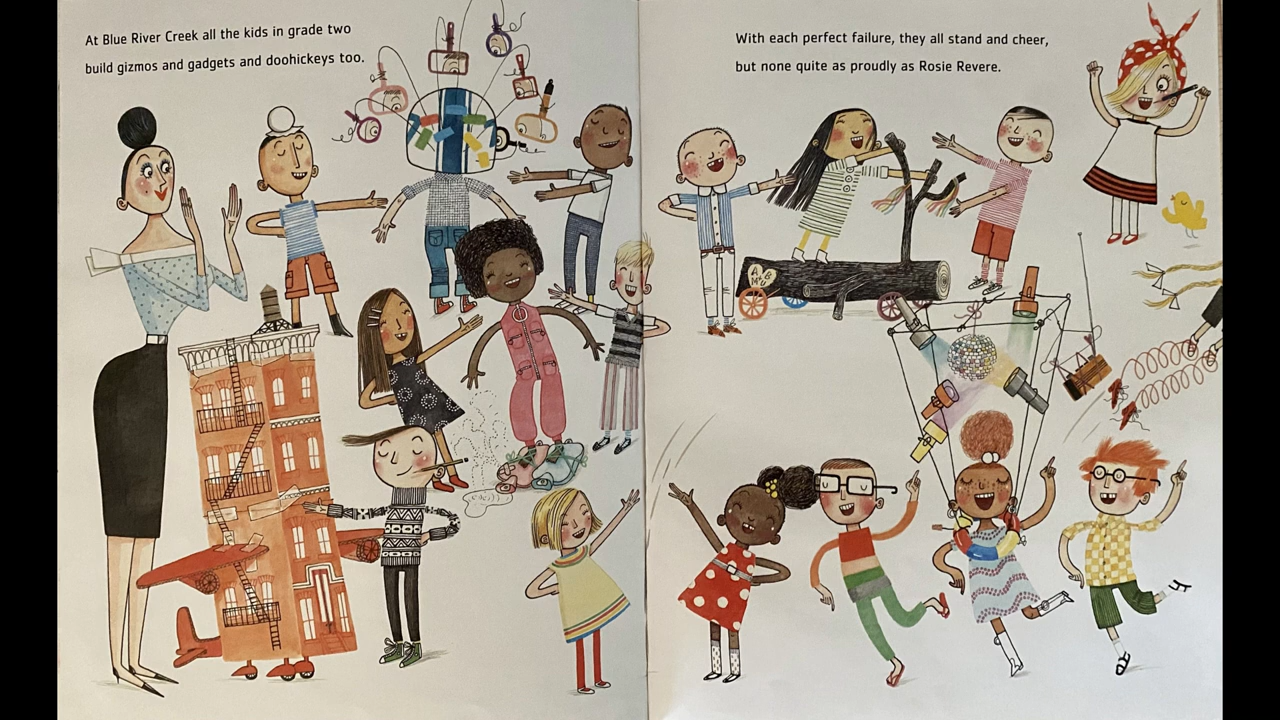 At Blue River Creek all the kids in grade two
build gizmos and gadgets and doohickeys too.
With each perfect failure, they all stand and cheer,
but none quite as proudly as Rosie Revere.